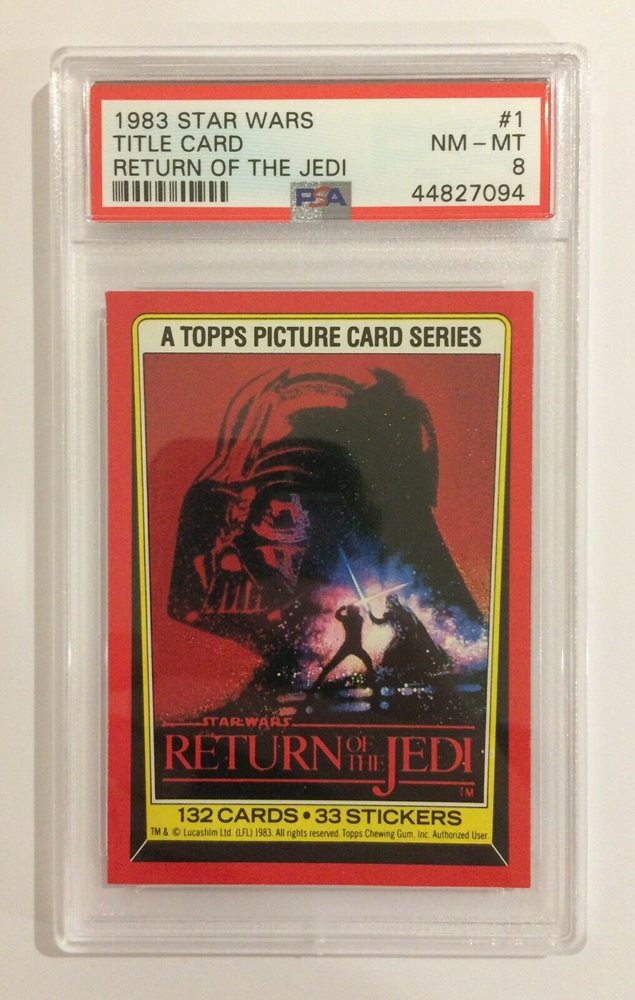 1983 STAR WARS #1
TITLE CARD NM – MT
RETURN OF THE JEDI 8
PSA 44827094
A TOPPS PICTURE CARD SERIES
STAR WARS
RETURN OF THE JEDI
TM
132 CARDS • 33 STICKERS
TM & © Lucasfilm Ltd. (LFL) 1983. All rights reserved. Topps Chewing Gum, Inc. Authorized User.